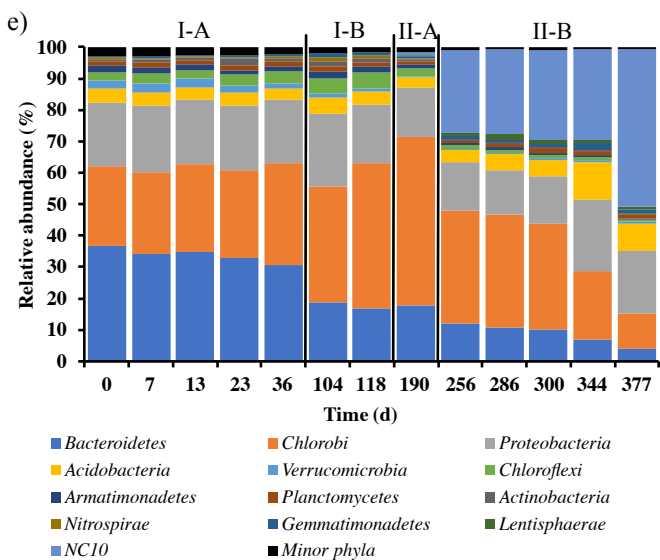 e)
I-A I-B II-A II-B
Relative abundance (%)
100
90
80
70
60
50
40
30
20
10
0
0 7 13 23 36 104 118 190 256 286 300 344 377
Time (d)
Bacteroidetes Chlorobi Proteobacteria
Acidobacteria Verrucomicrobia Chloroflexi
Armatimonadetes Planctomycetes Actinobacteria
Nitrospirae Gemmatimonadetes Lentisphaerae
NC10 Minor phyla